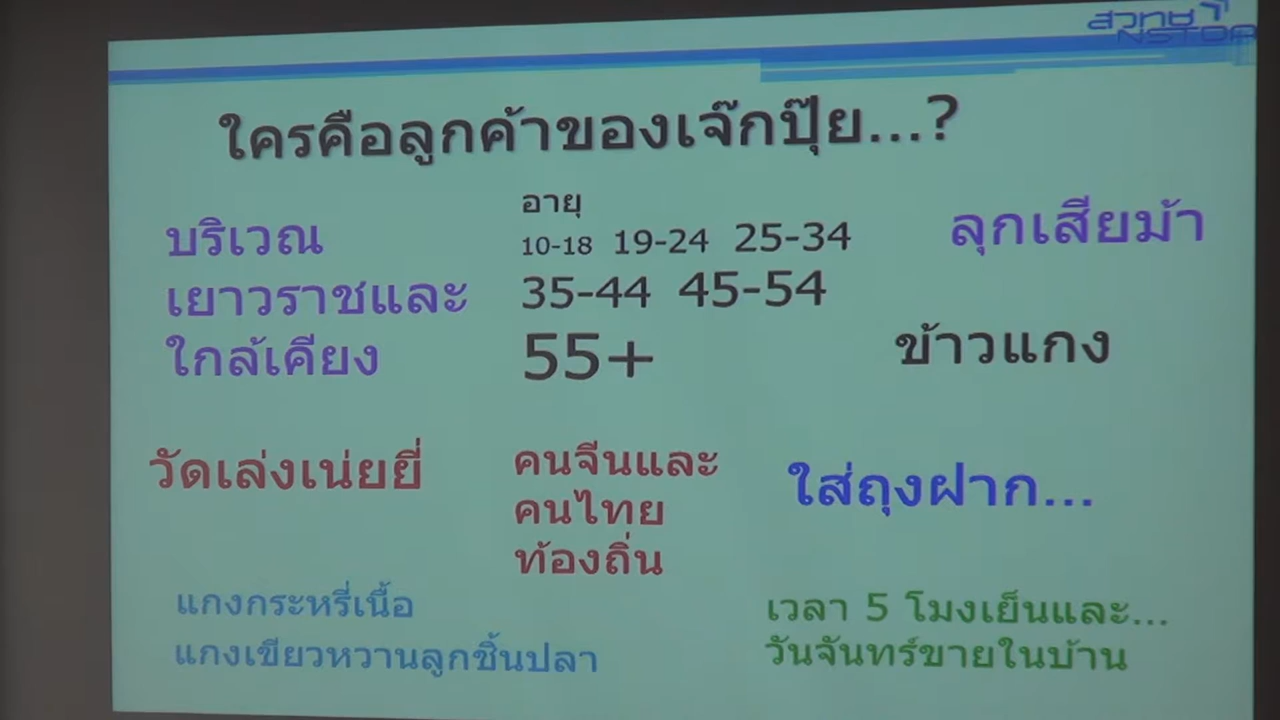 สวทช
NSTDA
ใครคือลูกค้าของเจ๊กปุ๊ย...?
บริเวณ
เยาวราชและ
ใกล้เคียง
อายุ
10-18 19-24 25-34
35-44 45-54
55+
ลุกเสียม้า
ข้าวแกง
วัดเล่งเน่ยยี่
คนจีนและ
คนไทย
ท้องถิ่น
ใส่ถุงฝาก...
แกงกระหรี่เนื้อ
แกงเขียวหวานลูกชิ้นปลา
เวลา 5 โมงเย็นและ...
วันจันทร์ขายในบ้าน